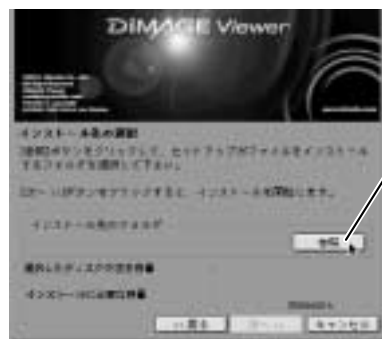 DiMAGE Viewer
インストール先の選択
[参照]ボタンをクリックして、セットアップがファイルをインストール
するフォルダを選択して下さい。
[次へ >>]ボタンをクリックすると、インストールを開始します。
インストール先のフォルダ
参照
選択したディスクの空き容量
インストールに必要な容量
<< 戻る
次へ >>
キャンセル